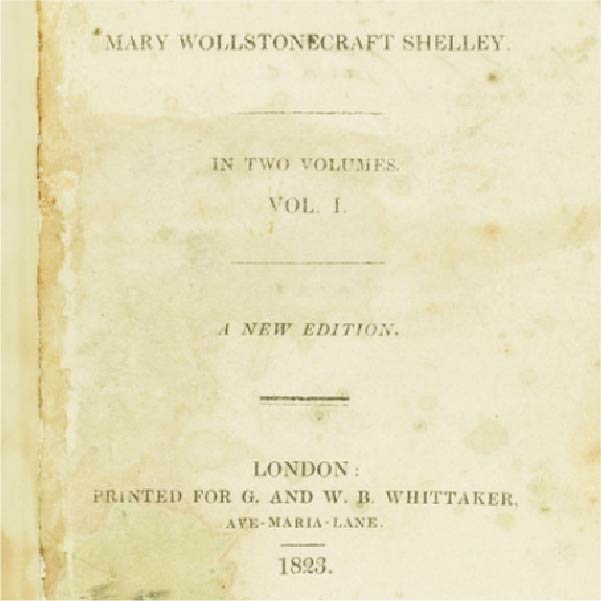 MARY WOLLSTONECRAFT SHELLEY.
IN TWO VOLUMES.
VOL. I.
A NEW EDITION.
LONDON:
PRINTED FOR G. AND W. B. WHITTAKER,
AVE-MARIA-LANE.
1823.